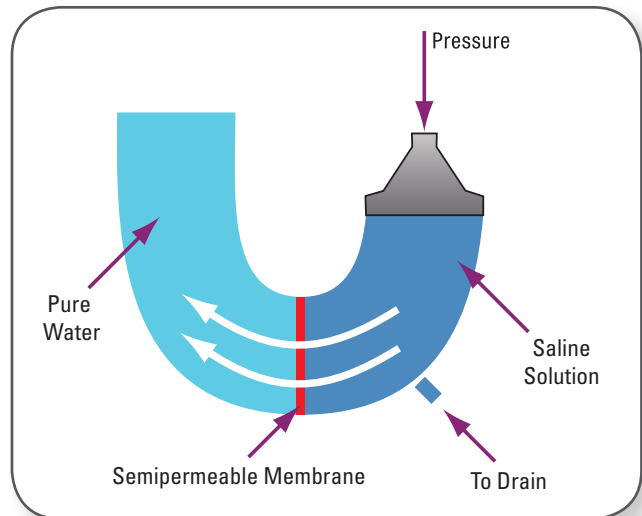 Pressure
Pure
Water
Saline
Solution
Semipermeable Membrane
To Drain